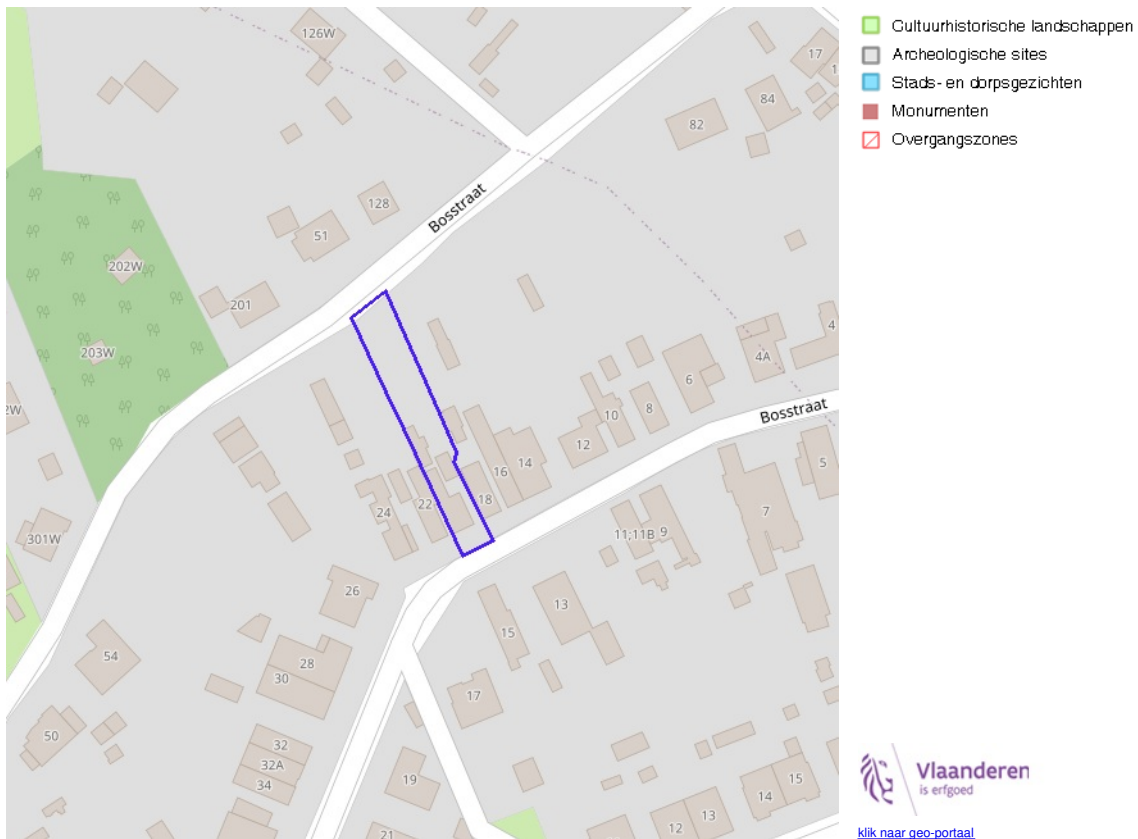 126W
17
84
82
Bosstraat
128
51
202W
201
203W
4
4A
6
8
10
12
Bosstraat
5
16
14
18
22
24
7
301W
11;11B
9
26
13
15
54
28
30
17
50
32
32A
34
19
15
14
13
12
21
Cultuurhistorische landschappen
Archeologische sites
Stads- en dorpsgezichten
Monumenten
Overgangszones
Vlaanderen
is erfgoed
klik naar geo-portaal